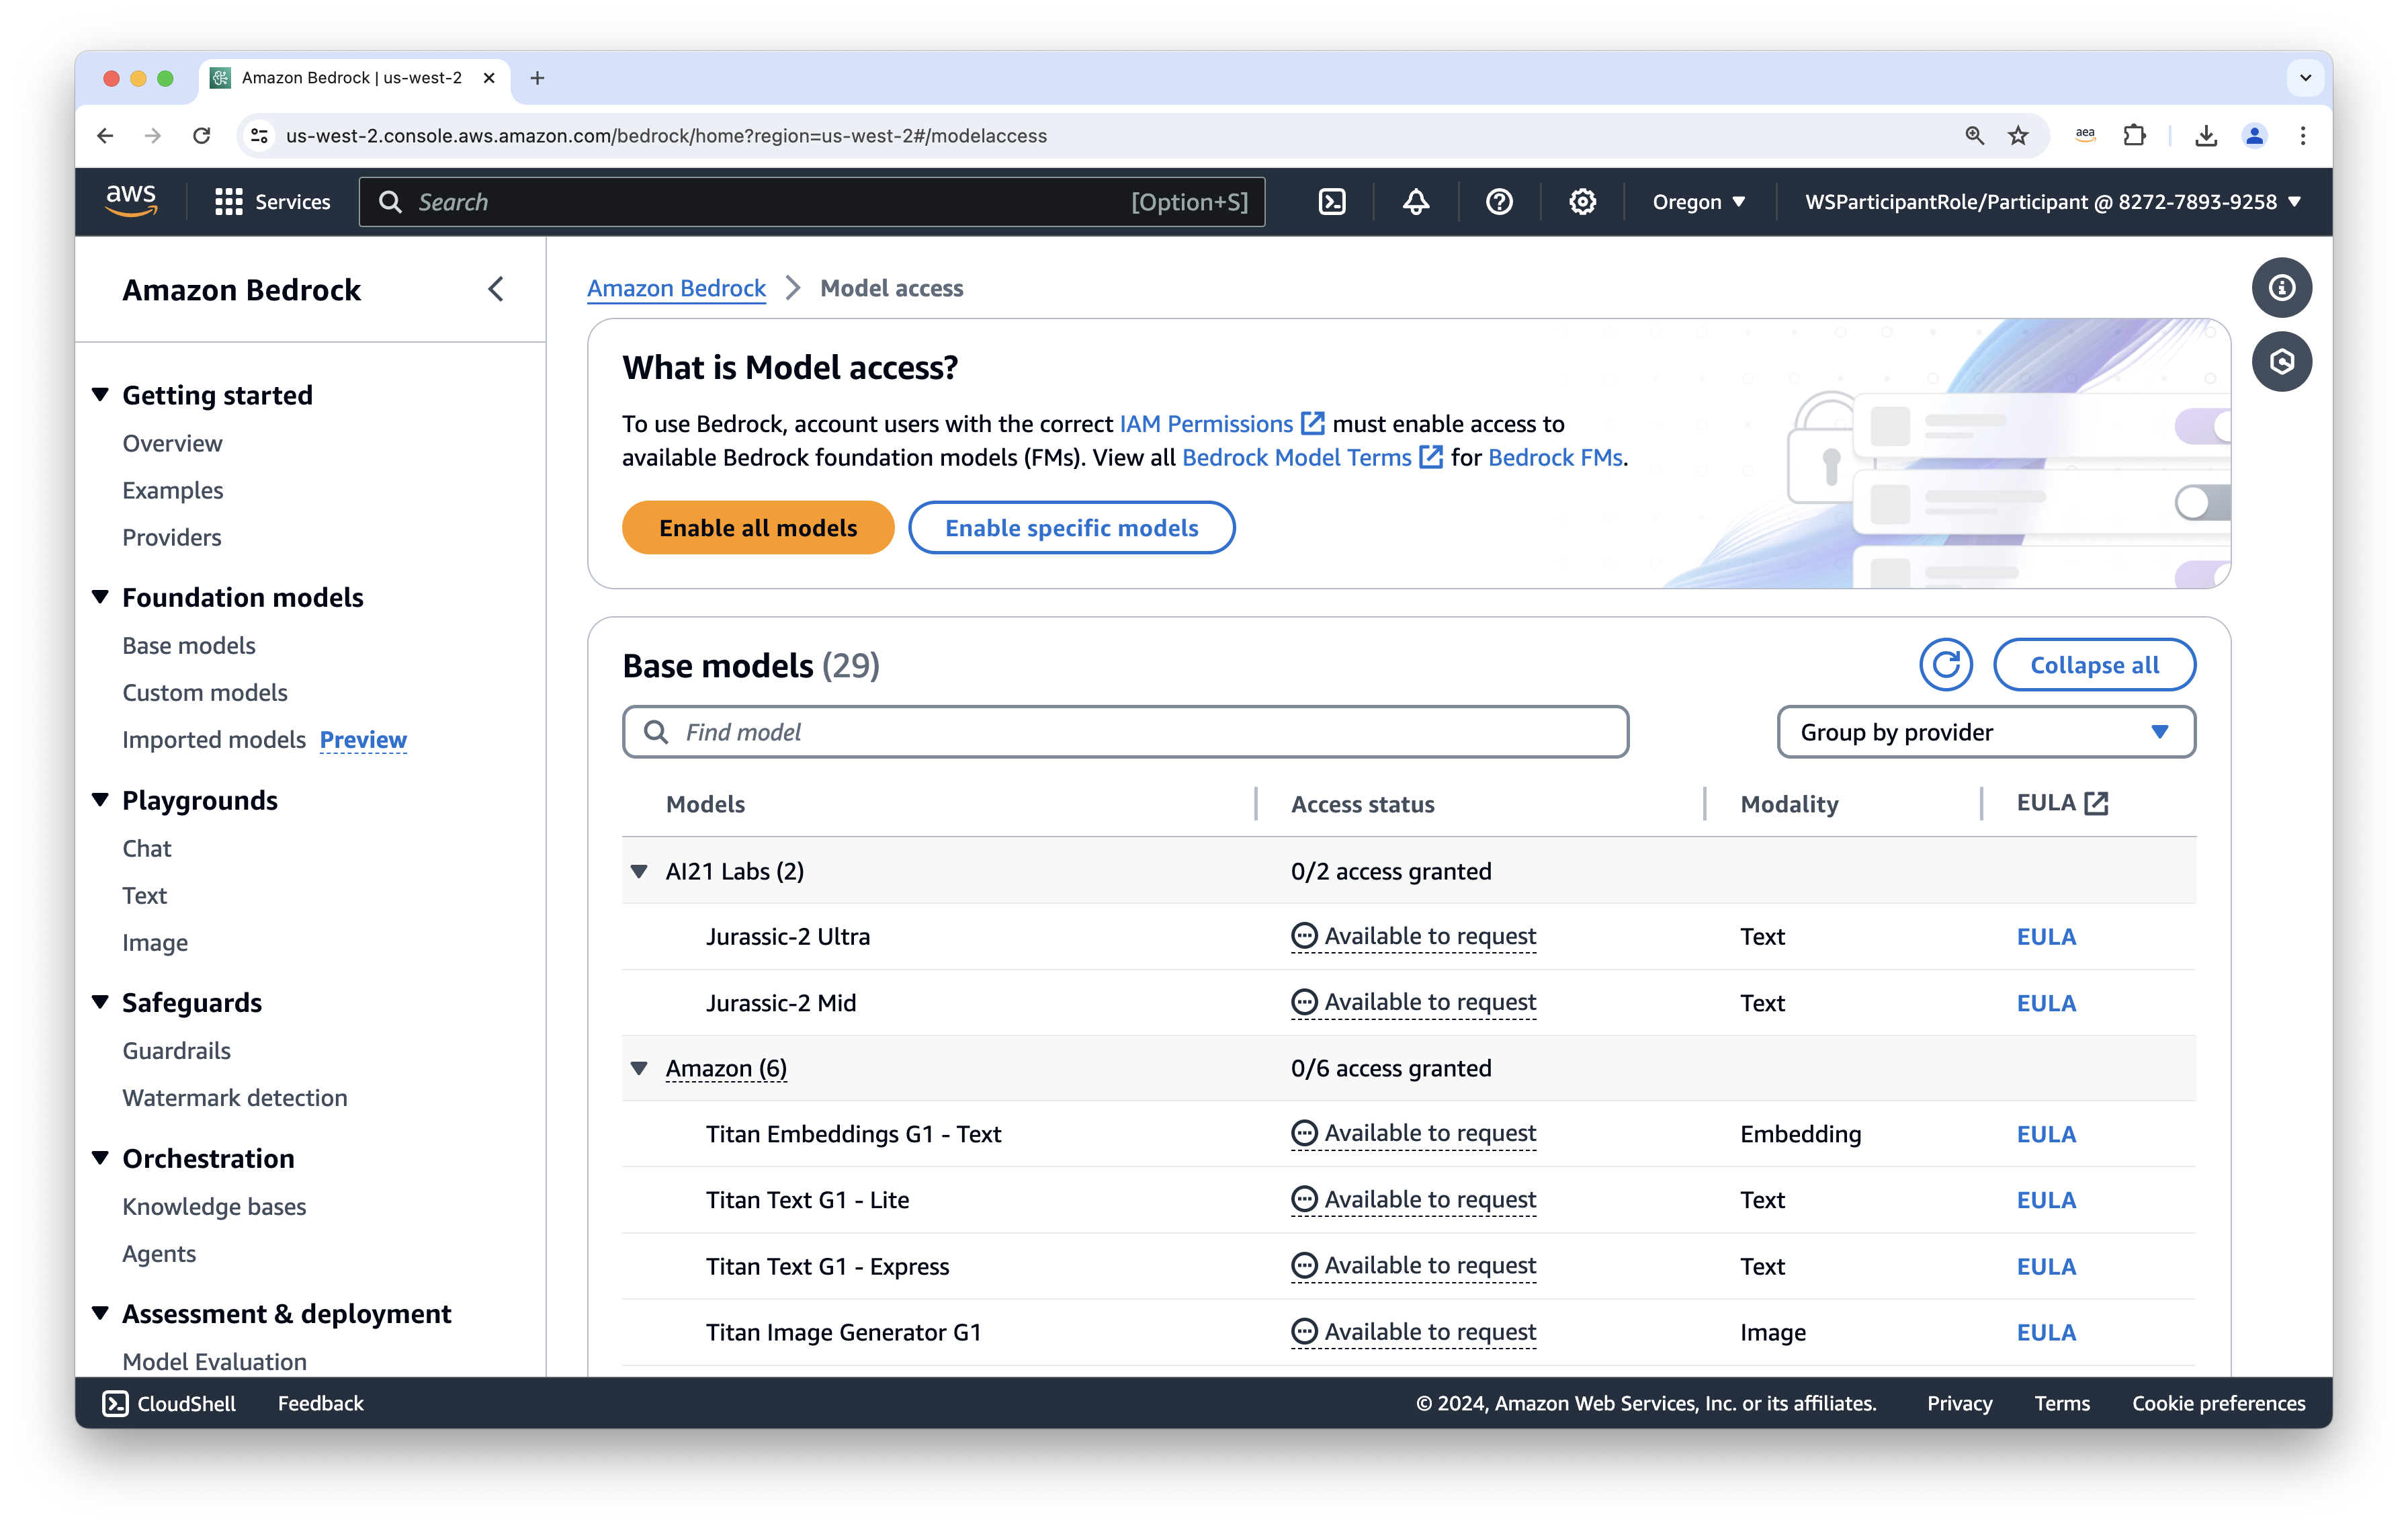 Amazon Bedrock | us-west-2
us-west-2.console.aws.amazon.com/bedrock/home?region=us-west-2#/modelaccess
aea
aws
Services
Search
[Option+S]
Oregon
WSParticipantRole/Participant @ 8272-7893-9258
Amazon Bedrock
Getting started
Overview
Examples
Providers
Foundation models
Base models
Custom models
Imported models Preview
Playgrounds
Chat
Text
Image
Safeguards
Guardrails
Watermark detection
Orchestration
Knowledge bases
Agents
Assessment & deployment
Model Evaluation
Amazon Bedrock Model access
What is Model access?
To use Bedrock, account users with the correct IAM Permissions must enable access to
available Bedrock foundation models (FMs). View all Bedrock Model Terms for Bedrock FMs.
Enable all models Enable specific models
Base models (29)
Collapse all
Find model
Group by provider
Models Access status Modality EULA
AI21 Labs (2) 0/2 access granted
Jurassic-2 Ultra Available to request Text EULA
Jurassic-2 Mid Available to request Text EULA
Amazon (6) 0/6 access granted
Titan Embeddings G1 - Text Available to request Embedding EULA
Titan Text G1 - Lite Available to request Text EULA
Titan Text G1 - Express Available to request Text EULA
Titan Image Generator G1 Available to request Image EULA
CloudShell Feedback
© 2024, Amazon Web Services, Inc. or its affiliates. Privacy Terms Cookie preferences